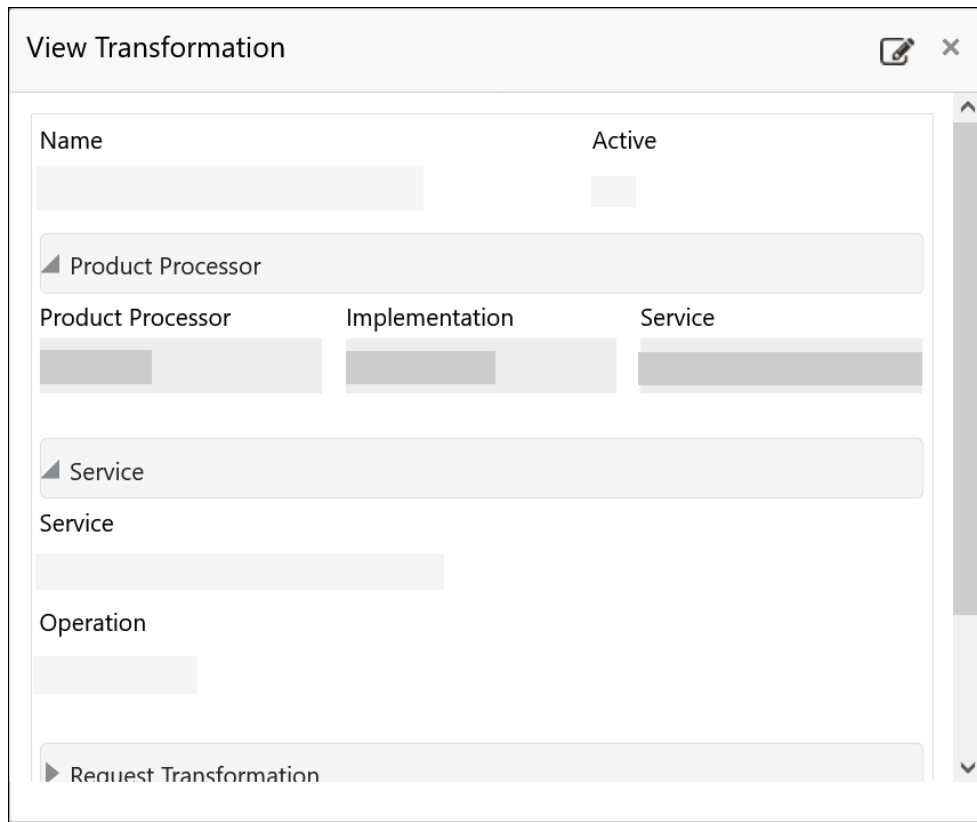 View Transformation
Name Active
Product Processor
Product Processor Implementation Service
Service
Service
Operation
Request Transformation